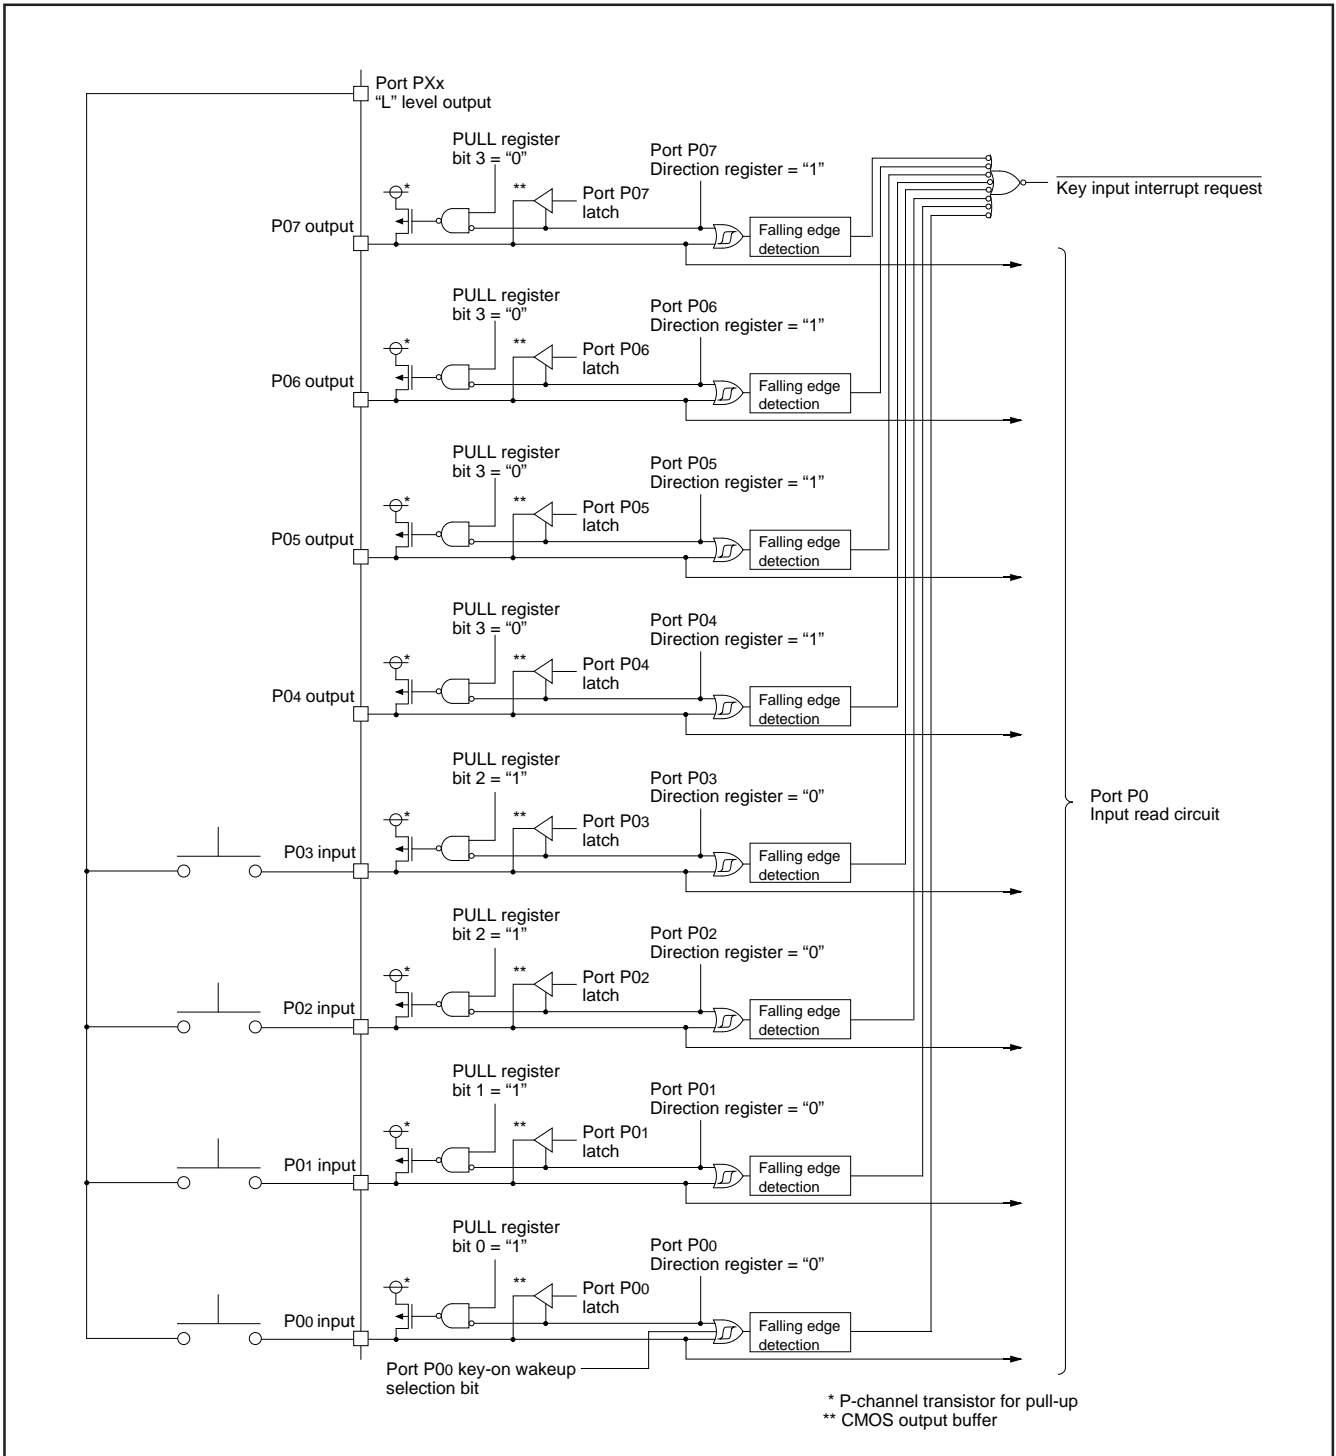 Port PXx
“L” level output
PULL register
bit 3 = “0”
Port P07
Direction register = “1”
*
**
Port P07
latch
P07 output
Falling edge
detection
Key input interrupt request
PULL register
bit 3 = “0”
Port P06
Direction register = “1”
*
**
Port P06
latch
P06 output
Falling edge
detection
PULL register
bit 3 = “0”
Port P05
Direction register = “1”
*
**
Port P05
latch
P05 output
Falling edge
detection
PULL register
bit 3 = “0”
Port P04
Direction register = “1”
*
**
Port P04
latch
P04 output
Falling edge
detection
PULL register
bit 2 = “1”
Port P03
Direction register = “0”
*
**
Port P03
latch
P03 input
Falling edge
detection
Port P0
Input read circuit
PULL register
bit 2 = “1”
Port P02
Direction register = “0”
*
**
Port P02
latch
P02 input
Falling edge
detection
PULL register
bit 1 = “1”
Port P01
Direction register = “0”
*
**
Port P01
latch
P01 input
Falling edge
detection
PULL register
bit 0 = “1”
Port P00
Direction register = “0”
*
**
Port P00
latch
P00 input
Falling edge
detection
Port P00 key-on wakeup
selection bit
* P-channel transistor for pull-up
** CMOS output buffer